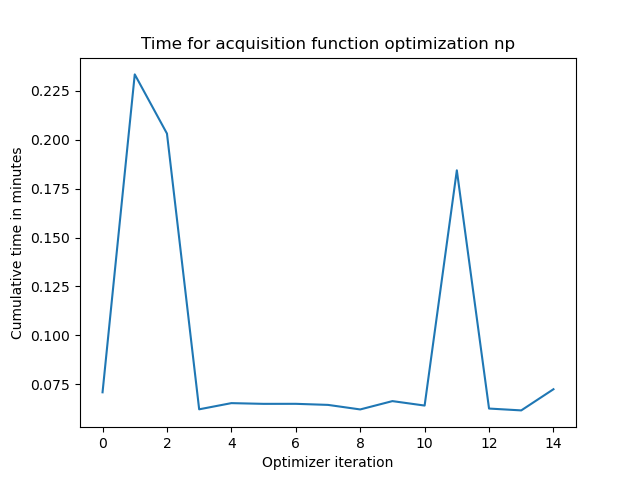 Time for acquisition function optimization np
Cumulative time in minutes
0.225
0.200
0.175
0.150
0.125
0.100
0.075
0 2 4 6 8 10 12 14
Optimizer iteration